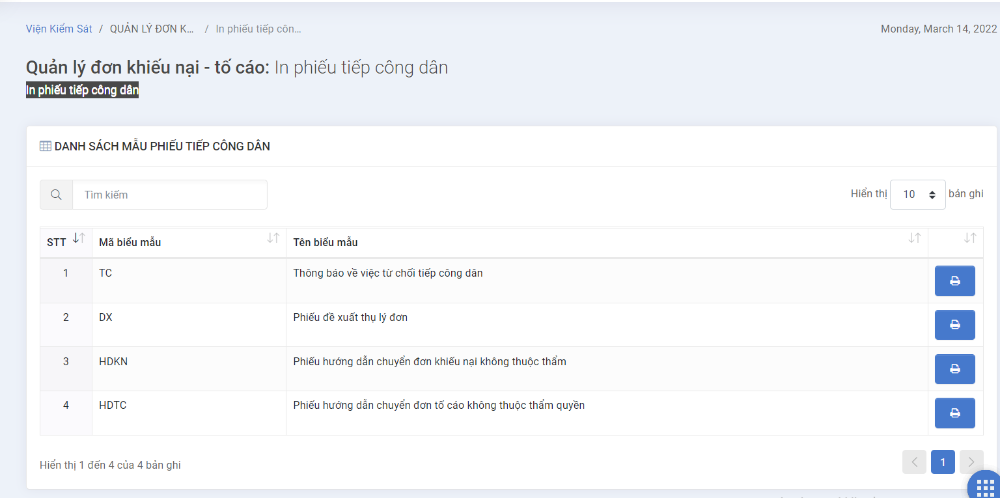 Viện Kiểm Sát / QUẢN LÝ ĐƠN K... / In phiếu tiếp côn...
Monday, March 14, 2022
Quản lý đơn khiếu nại - tố cáo: In phiếu tiếp công dân
In phiếu tiếp công dân
DANH SÁCH MẪU PHIẾU TIẾP CÔNG DÂN
Tìm kiếm
Hiển thị 10 bản ghi
STT Mã biểu mẫu Tên biểu mẫu
1 TC Thông báo về việc từ chối tiếp công dân
2 DX Phiếu đề xuất thụ lý đơn
3 HDKN Phiếu hướng dẫn chuyển đơn khiếu nại không thuộc thẩm
4 HDTC Phiếu hướng dẫn chuyển đơn tố cáo không thuộc thẩm quyền
Hiển thị 1 đến 4 của 4 bản ghi
1